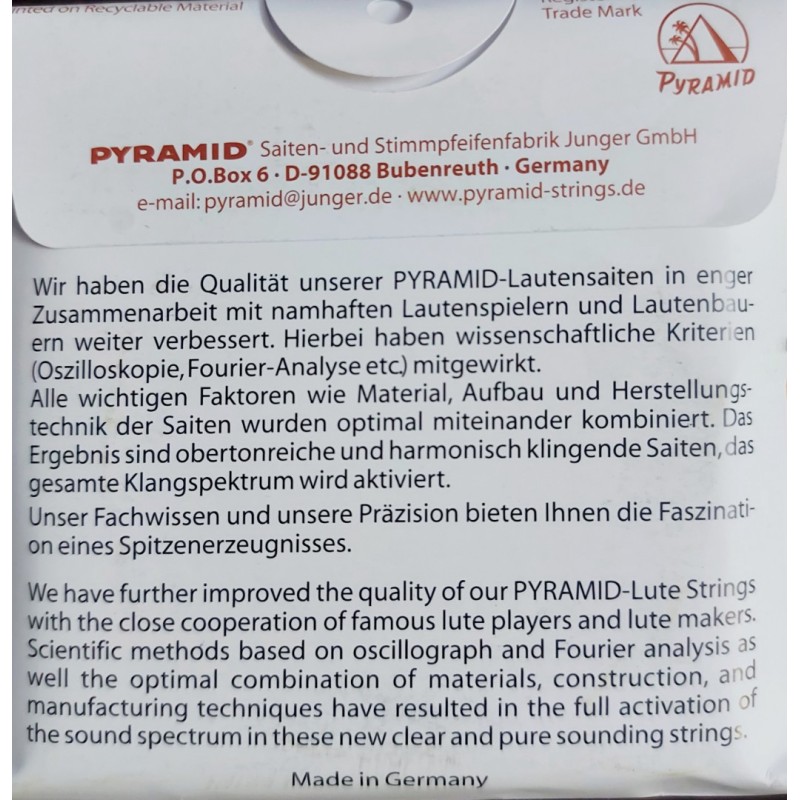 nted on Recyclable Material
Trade Mark
PYRAMID
PYRAMID® Saiten- und Stimmpfeifenfabrik Junger GmbH
P.O.Box 6 · D-91088 Bubenreuth · Germany
e-mail: pyramid@junger.de · www.pyramid-strings.de
Wir haben die Qualität unserer PYRAMID-Lautensaiten in enger
Zusammenarbeit mit namhaften Lautenspielern und Lautenbau-
ern weiter verbessert. Hierbei haben wissenschaftliche Kriterien
(Oszilloskopie, Fourier-Analyse etc.) mitgewirkt.
Alle wichtigen Faktoren wie Material, Aufbau und Herstellungs-
technik der Saiten wurden optimal miteinander kombiniert. Das
Ergebnis sind obertonreiche und harmonisch klingende Saiten, das
gesamte Klangspektrum wird aktiviert.
Unser Fachwissen und unsere Präzision bieten Ihnen die Faszinati-
on eines Spitzenerzeugnisses.
We have further improved the quality of our PYRAMID-Lute Strings
with the close cooperation of famous lute players and lute makers.
Scientific methods based on oscillograph and Fourier analysis as
well the optimal combination of materials, construction, and
manufacturing techniques have resulted in the full activation of
the sound spectrum in these new clear and pure sounding strings.
Made in Germany